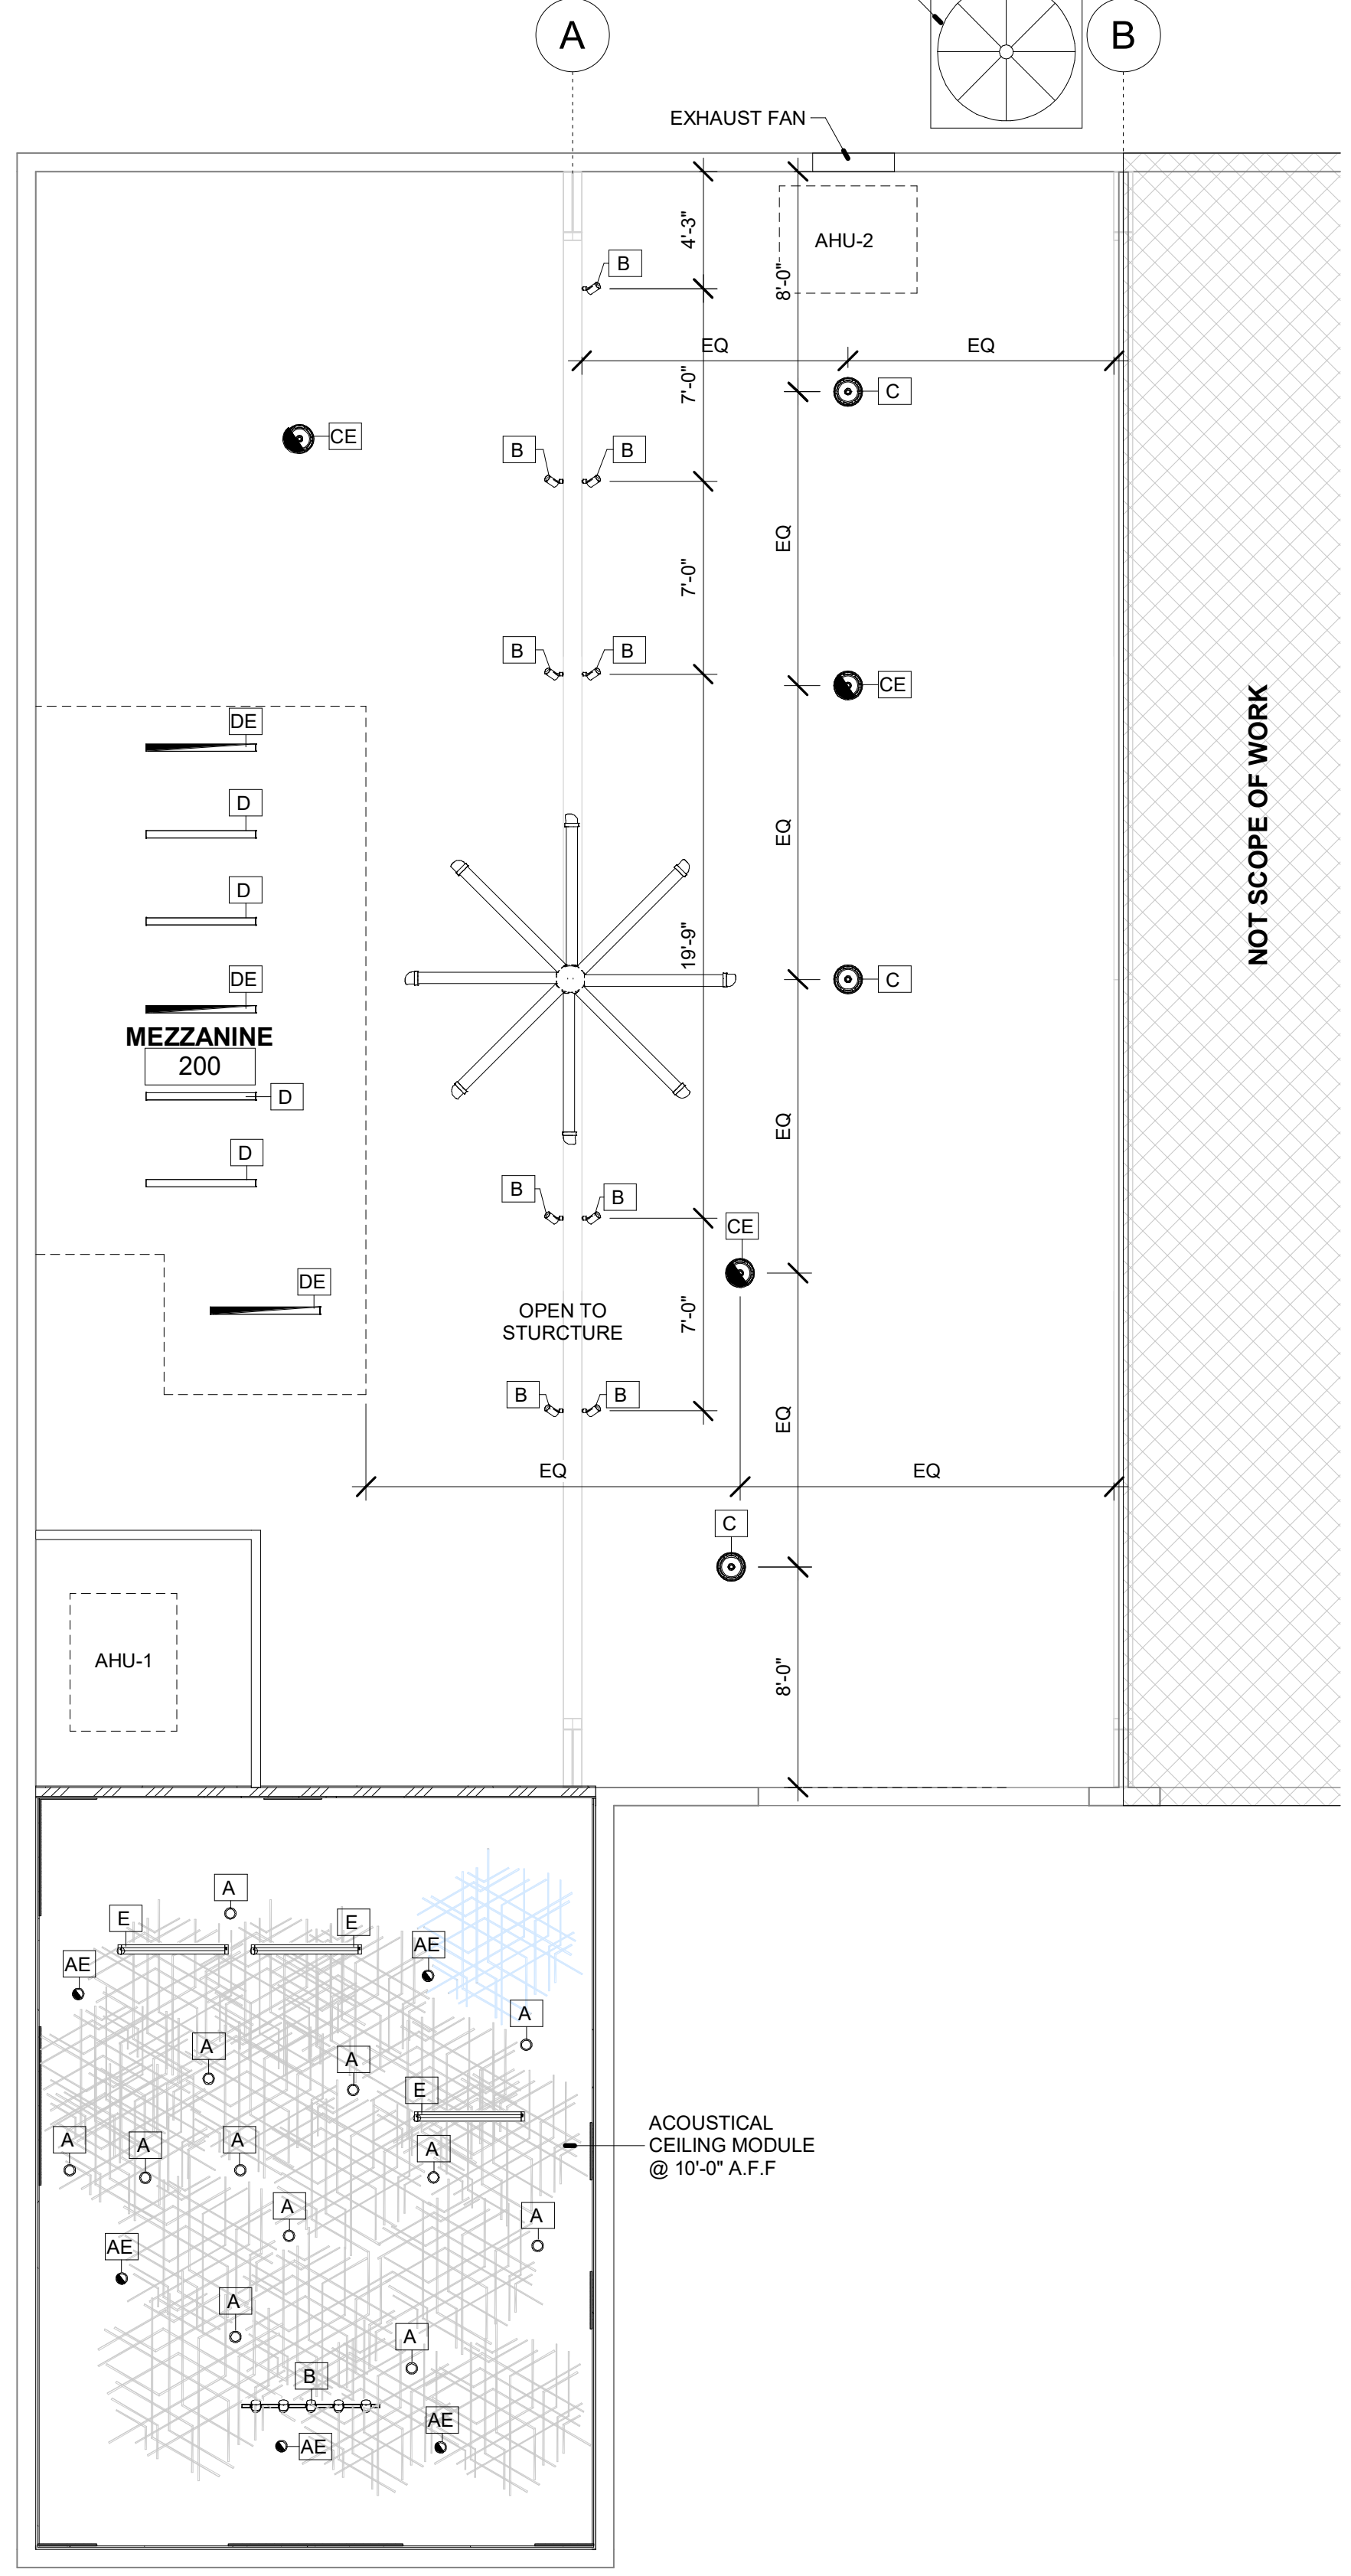 A
B
EXHAUST FAN
4'-3"
AHU-2
B
8'-0"
EQ
EQ
7'-0"
C
CE
B
B
EQ
7'-0"
B
B
CE
DE
D
EQ
NOT SCOPE OF WORK
D
19'-9"
DE
C
MEZZANINE
200
D
EQ
D
B
B
CE
DE
OPEN TO
STURCTURE
7'-0"
B
B
EQ
EQ
EQ
C
AHU-1
8'-0"
A
E
E
AE
AE
A
A
A
E
A
A
A
A
ACOUSTICAL
CEILING MODULE
@ 10'-0" A.F.F
A
A
AE
A
A
B
AE
AE